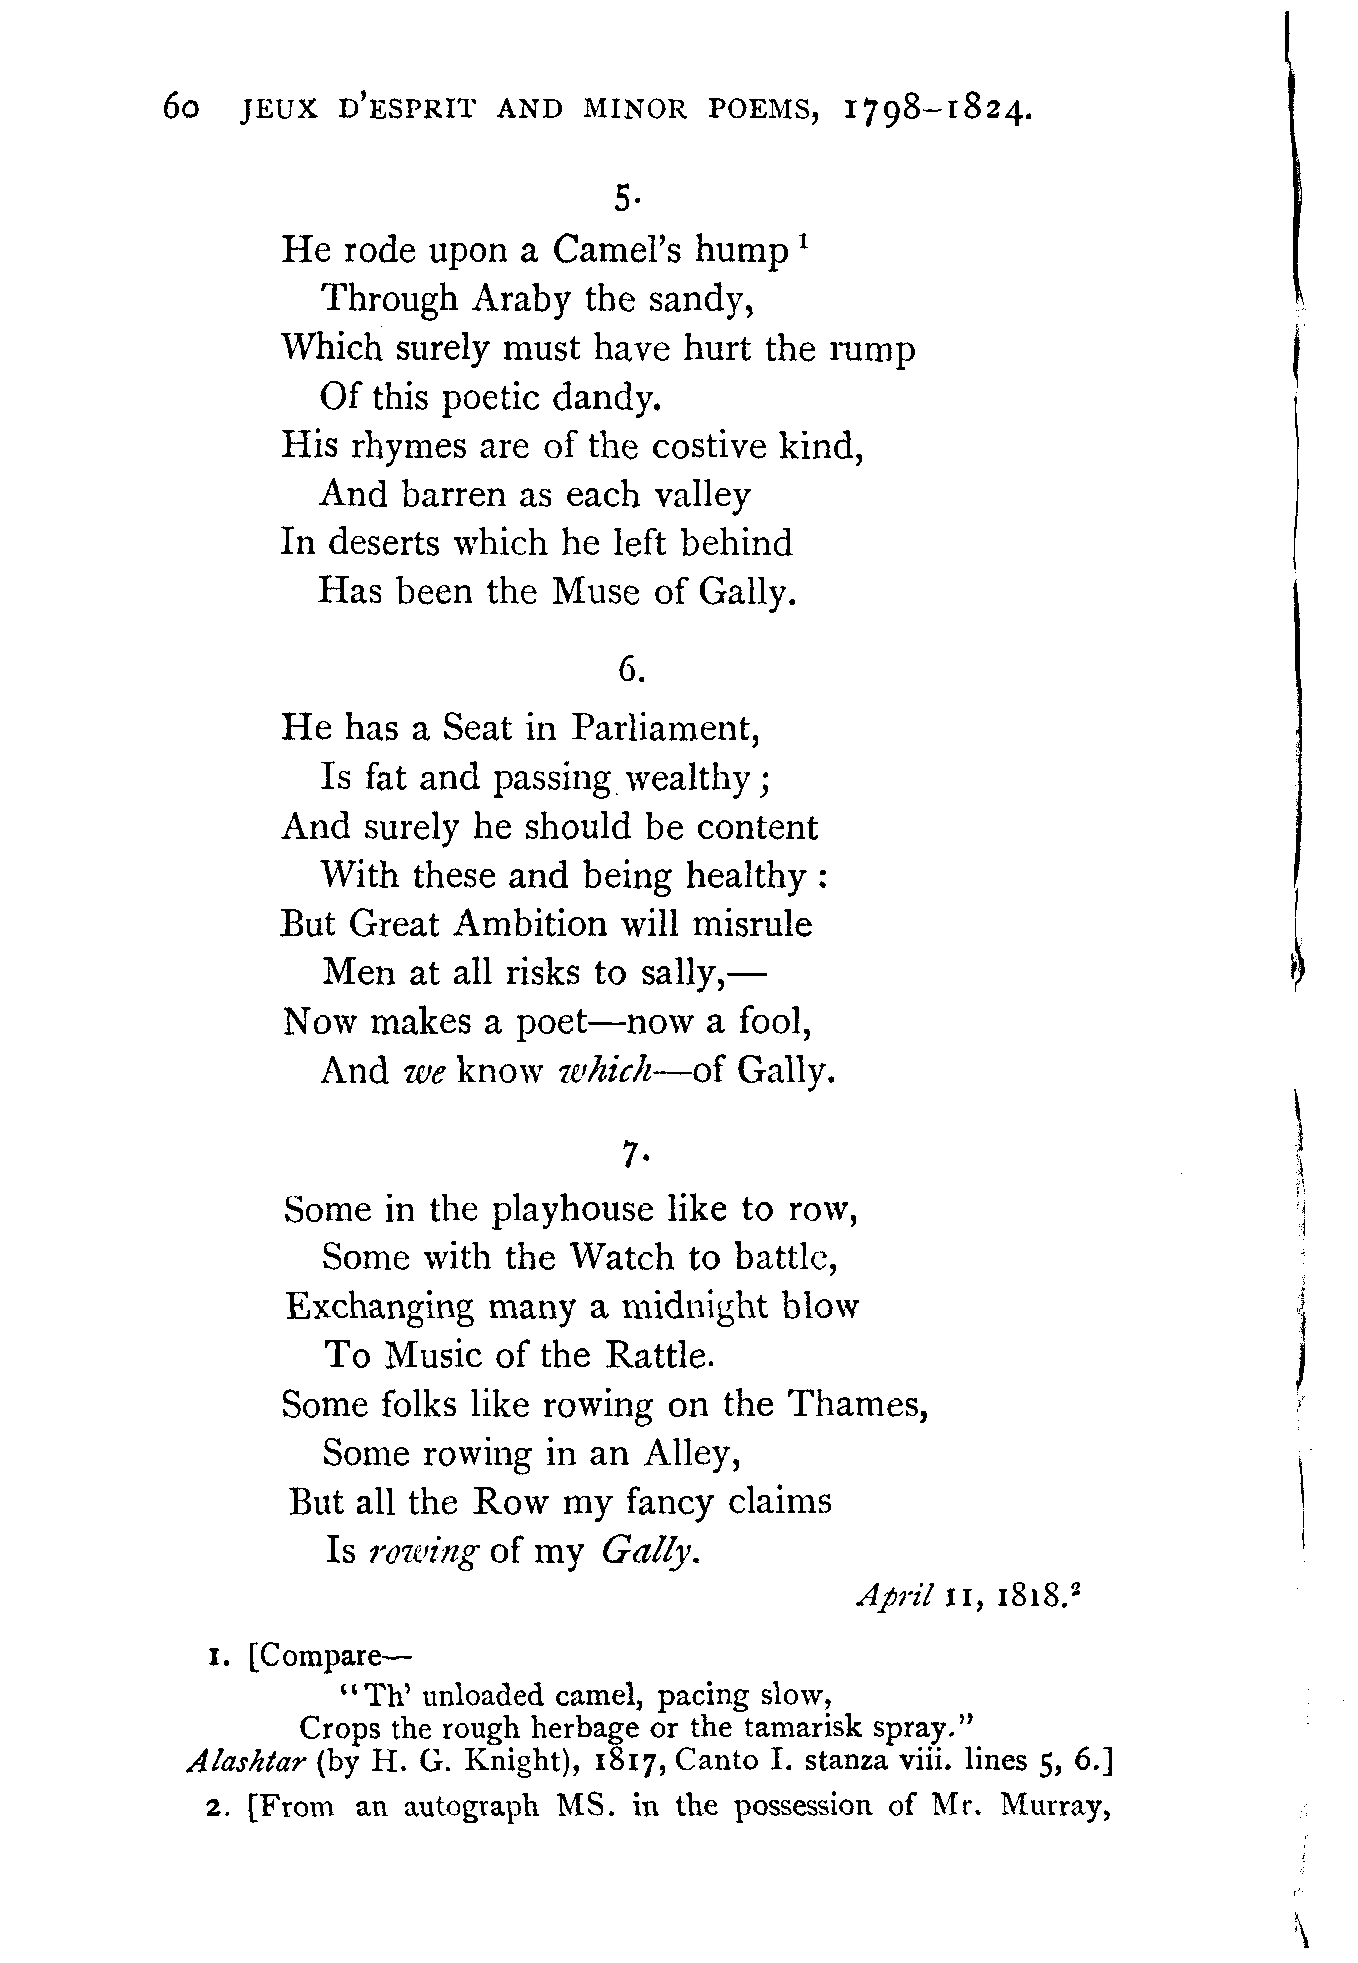 60 JEUX D'ESPRIT AND MINOR POEMS, 1798–1824.
5.
He rode upon a Camel's hump ¹
Through Araby the sandy,
Which surely must have hurt the rump
Of this poetic dandy.
His rhymes are of the costive kind,
And barren as each valley
In deserts which he left behind
Has been the Muse of Gally.
6.
He has a Seat in Parliament,
Is fat and passing wealthy;
And surely he should be content
With these and being healthy:
But Great Ambition will misrule
Men at all risks to sally,—
Now makes a poet—now a fool,
And we know which—of Gally.
7.
Some in the playhouse like to row,
Some with the Watch to battle,
Exchanging many a midnight blow
To Music of the Rattle.
Some folks like rowing on the Thames,
Some rowing in an Alley,
But all the Row my fancy claims
Is rowing of my Gally.
April 11, 1818.²
1. [Compare—
"Th' unloaded camel, pacing slow,
Crops the rough herbage or the tamarisk spray."
Alashtar (by H. G. Knight), 1817, Canto I. stanza viii. lines 5, 6.]
2. [From an autograph MS. in the possession of Mr. Murray,